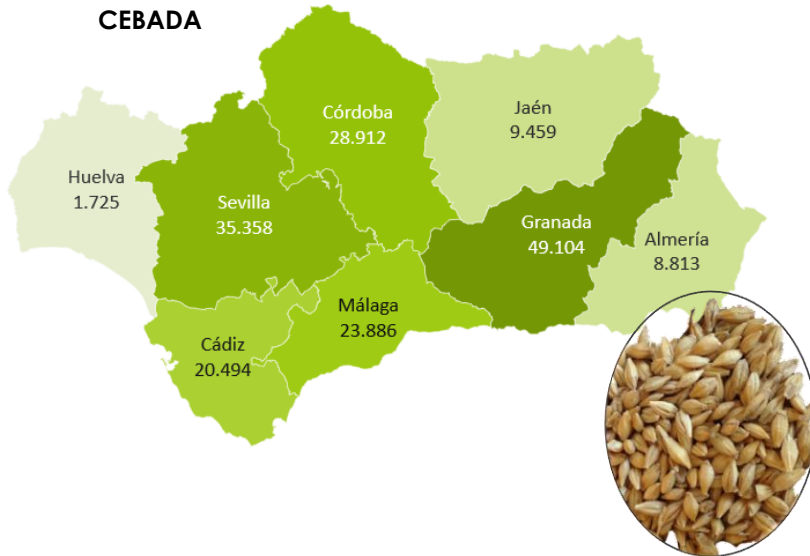 CEBADA
Córdoba
28.912
Jaén
9.459
Huelva
1.725
Sevilla
35.358
Granada
49.104
Almería
8.813
Málaga
23.886
Cádiz
20.494